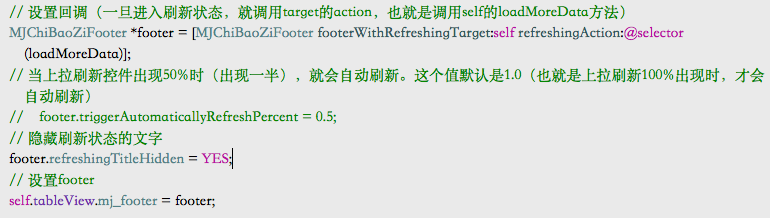 // 设置回调（一旦进入刷新状态，就调用target的action，也就是调用self的loadMoreData方法）
MJChiBaoZiFooter *footer = [MJChiBaoZiFooter footerWithRefreshingTarget:self refreshingAction:@selector
(loadMoreData)];
// 当上拉刷新控件出现50%时（出现一半），就会自动刷新。这个值默认是1.0（也就是上拉刷新100%出现时，才会
自动刷新）
// footer.triggerAutomaticallyRefreshPercent = 0.5;
// 隐藏刷新状态的文字
footer.refreshingTitleHidden = YES;
// 设置footer
self.tableView.mj_footer = footer;